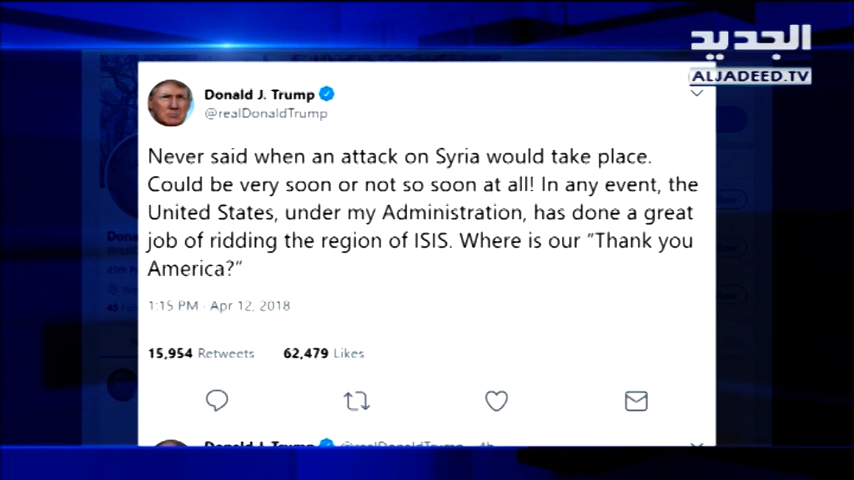 الجديد
ALJADEED.TV
Donald J. Trump
@realDonaldTrump
Never said when an attack on Syria would take place.
Could be very soon or not so soon at all! In any event, the
United States, under my Administration, has done a great
job of ridding the region of ISIS. Where is our "Thank you
America?"
1:15 PM · Apr 12, 2018
15,954 Retweets 62,479 Likes
Donald J. Trump @realDonaldTrump · 4h